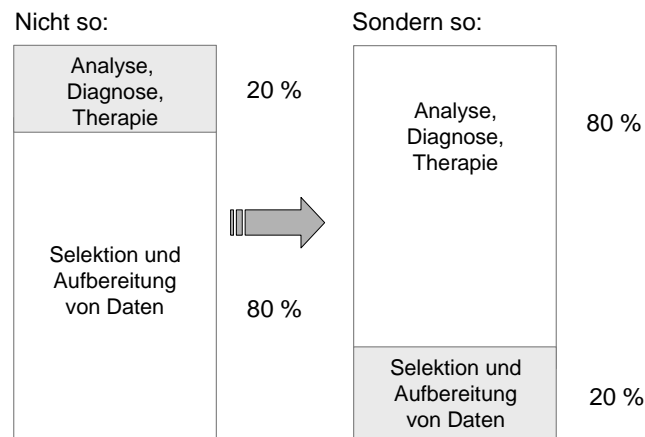 Nicht so:
Analyse,
Diagnose,
Therapie
20 %
Selektion und
Aufbereitung
von Daten
80 %
Sondern so:
Analyse,
Diagnose,
Therapie
80 %
Selektion und
Aufbereitung
von Daten
20 %